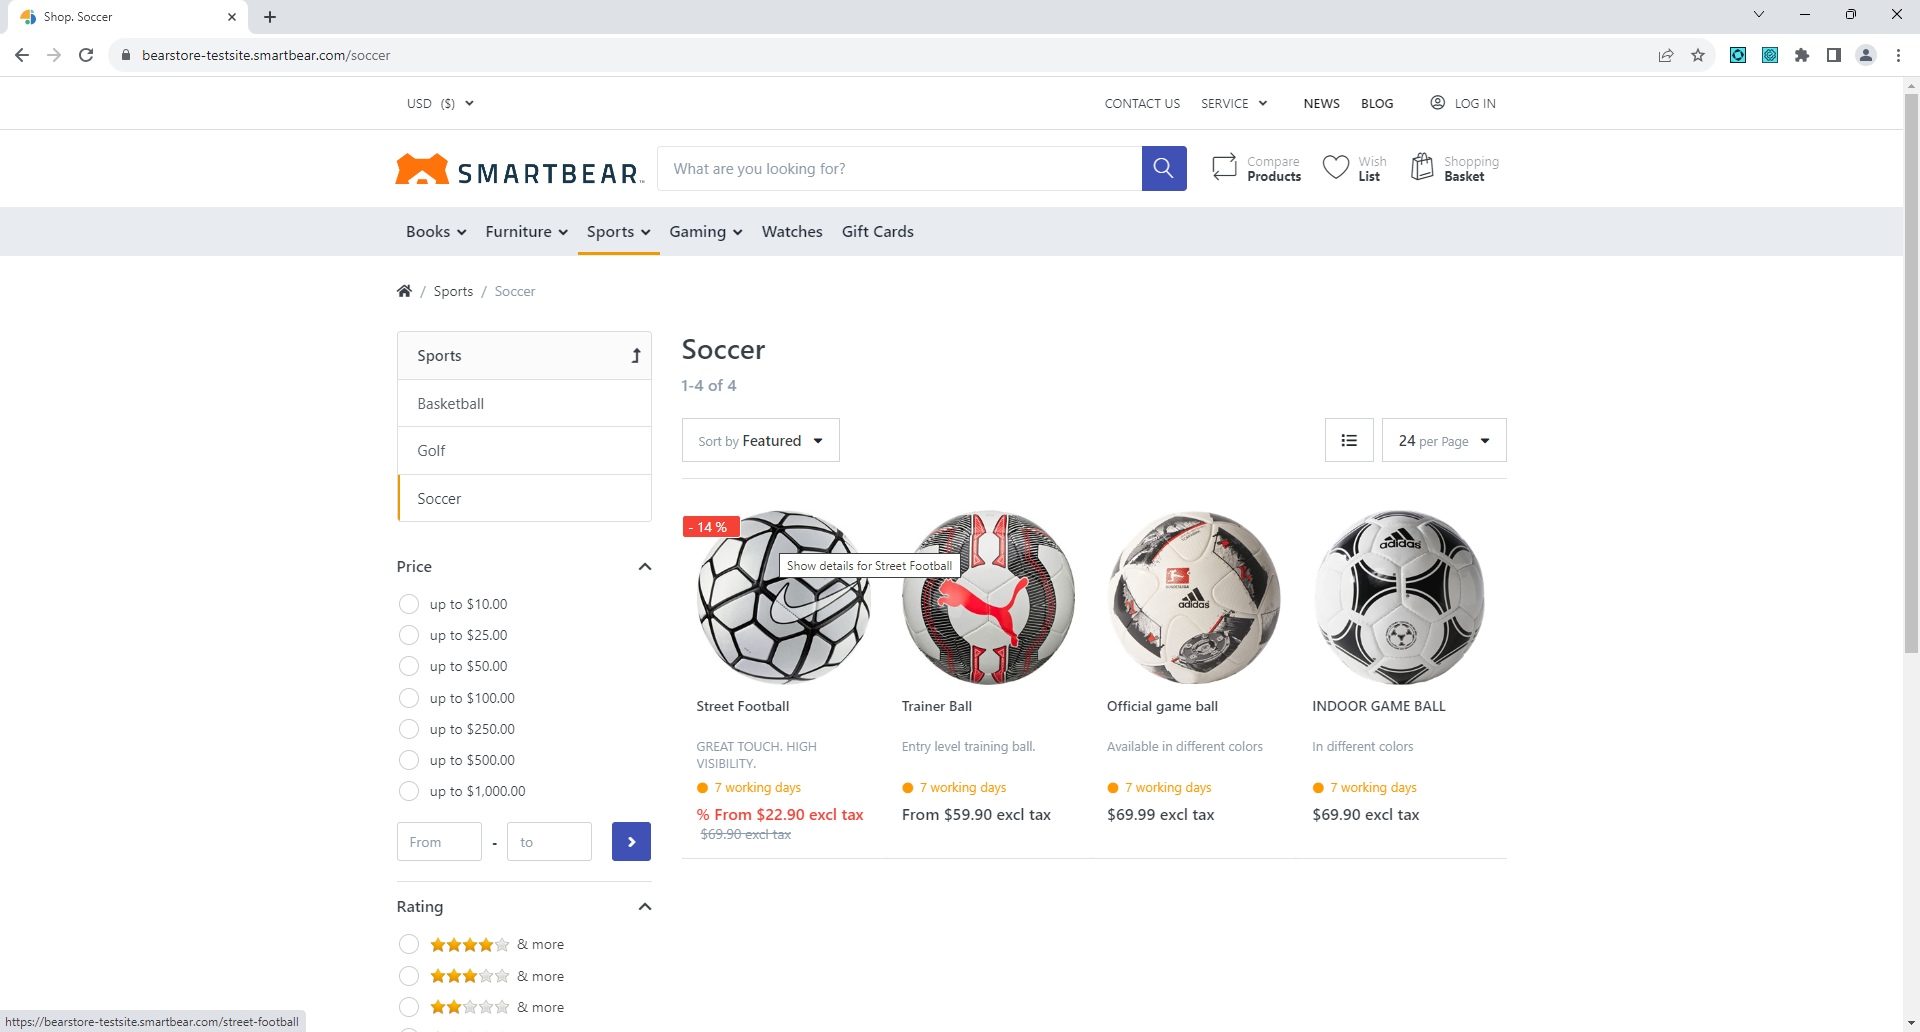 Shop. Soccer
bearstore-testsite.smartbear.com/soccer
USD ($)
CONTACT US
SERVICE
NEWS
BLOG
LOG IN
SMARTBEAR
What are you looking for?
Compare
Products
Wish
List
Shopping
Basket
Books
Furniture
Sports
Gaming
Watches
Gift Cards
/ Sports / Soccer
Sports
Basketball
Golf
Soccer
Price
up to $10.00
up to $25.00
up to $50.00
up to $100.00
up to $250.00
up to $500.00
up to $1,000.00
From - to
Rating
& more
& more
& more
Soccer
1-4 of 4
Sort by Featured
24 per Page
- 14 %
Show details for Street Football
adidas
adidas
Street Football
GREAT TOUCH. HIGH
VISIBILITY.
7 working days
% From $22.90 excl tax
$69.90 excl tax
Trainer Ball
Entry level training ball.
7 working days
From $59.90 excl tax
Official game ball
Available in different colors
7 working days
$69.99 excl tax
INDOOR GAME BALL
In different colors
7 working days
$69.90 excl tax
https://bearstore-testsite.smartbear.com/street-football